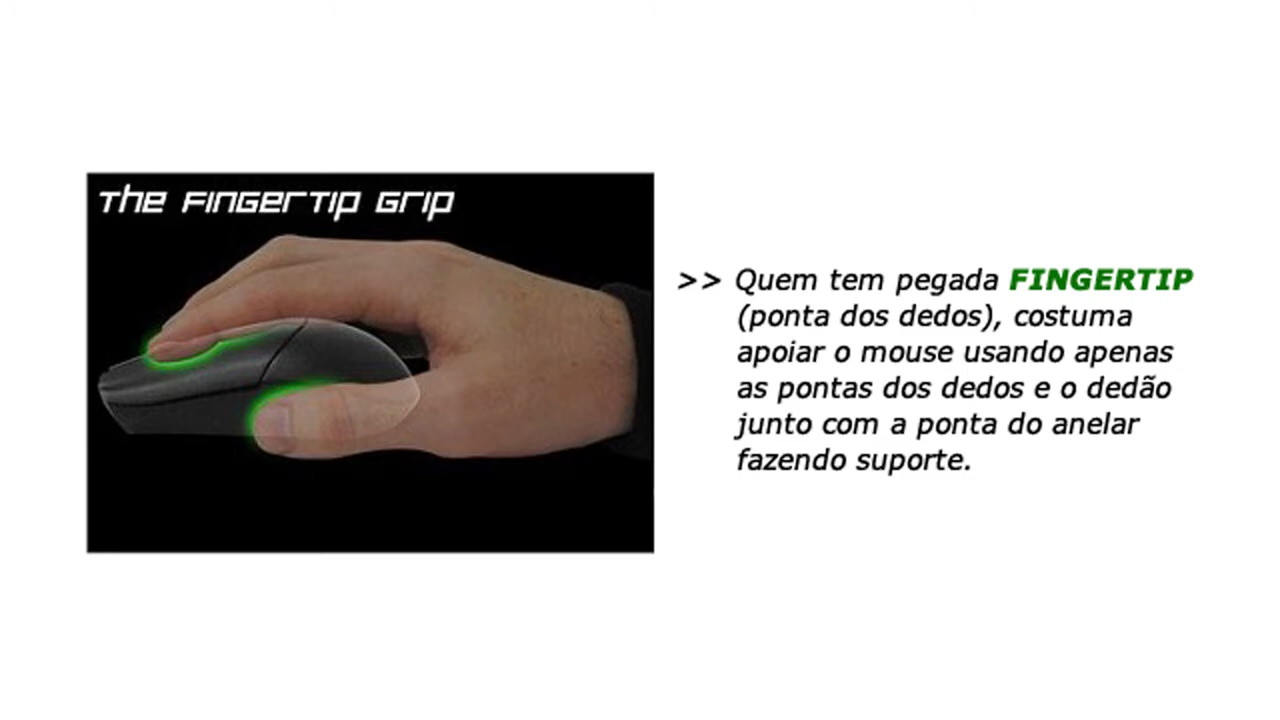 The Fingertip Grip
>> Quem tem pegada FINGERTIP
(ponta dos dedos), costuma
apoiar o mouse usando apenas
as pontas dos dedos e o dedão
junto com a ponta do anelar
fazendo suporte.